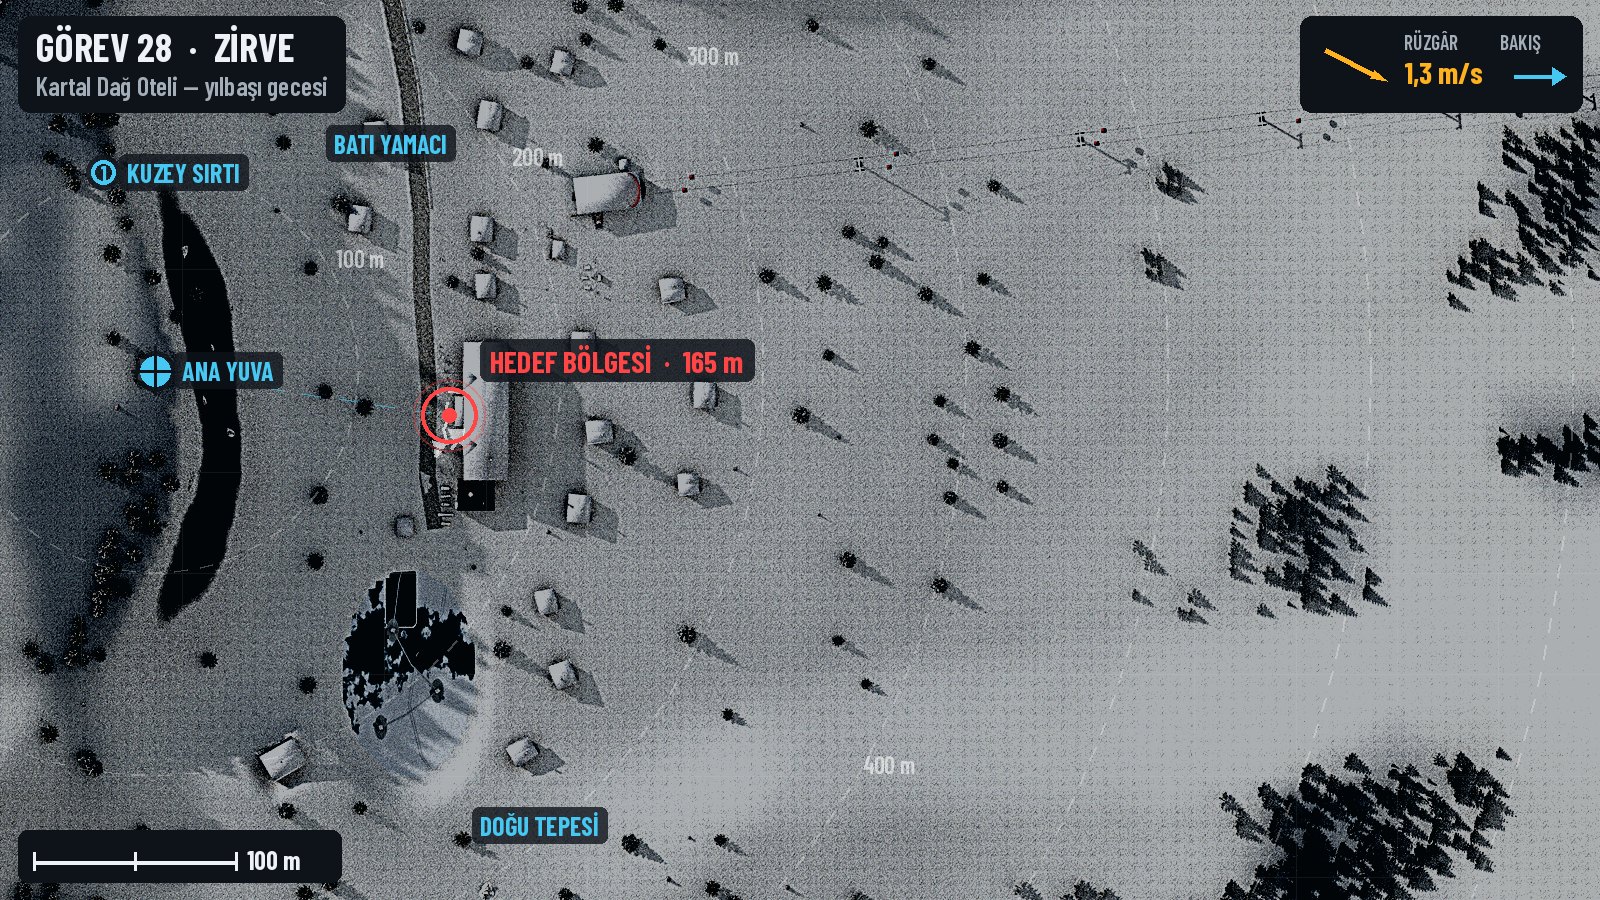 GÖREV 28 · ZİRVE
Kartal Dağ Oteli – yılbaşı gecesi
RÜZGÂR
BAKIŞ
1,3 m/s
300 m
BATI YAMACI
200 m
1 KUZEY SIRTI
100 m
HEDEF BÖLGESİ · 165 m
ANA YUVA
400 m
DOĞU TEPESİ
100 m